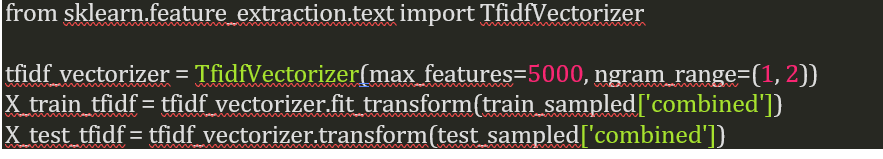 from sklearn.feature_extraction.text import TfidfVectorizer
tfidf_vectorizer = TfidfVectorizer(max_features=5000, ngram_range=(1, 2))
X_train_tfidf = tfidf_vectorizer.fit_transform(train_sampled['combined'])
X_test_tfidf = tfidf_vectorizer.transform(test_sampled['combined'])